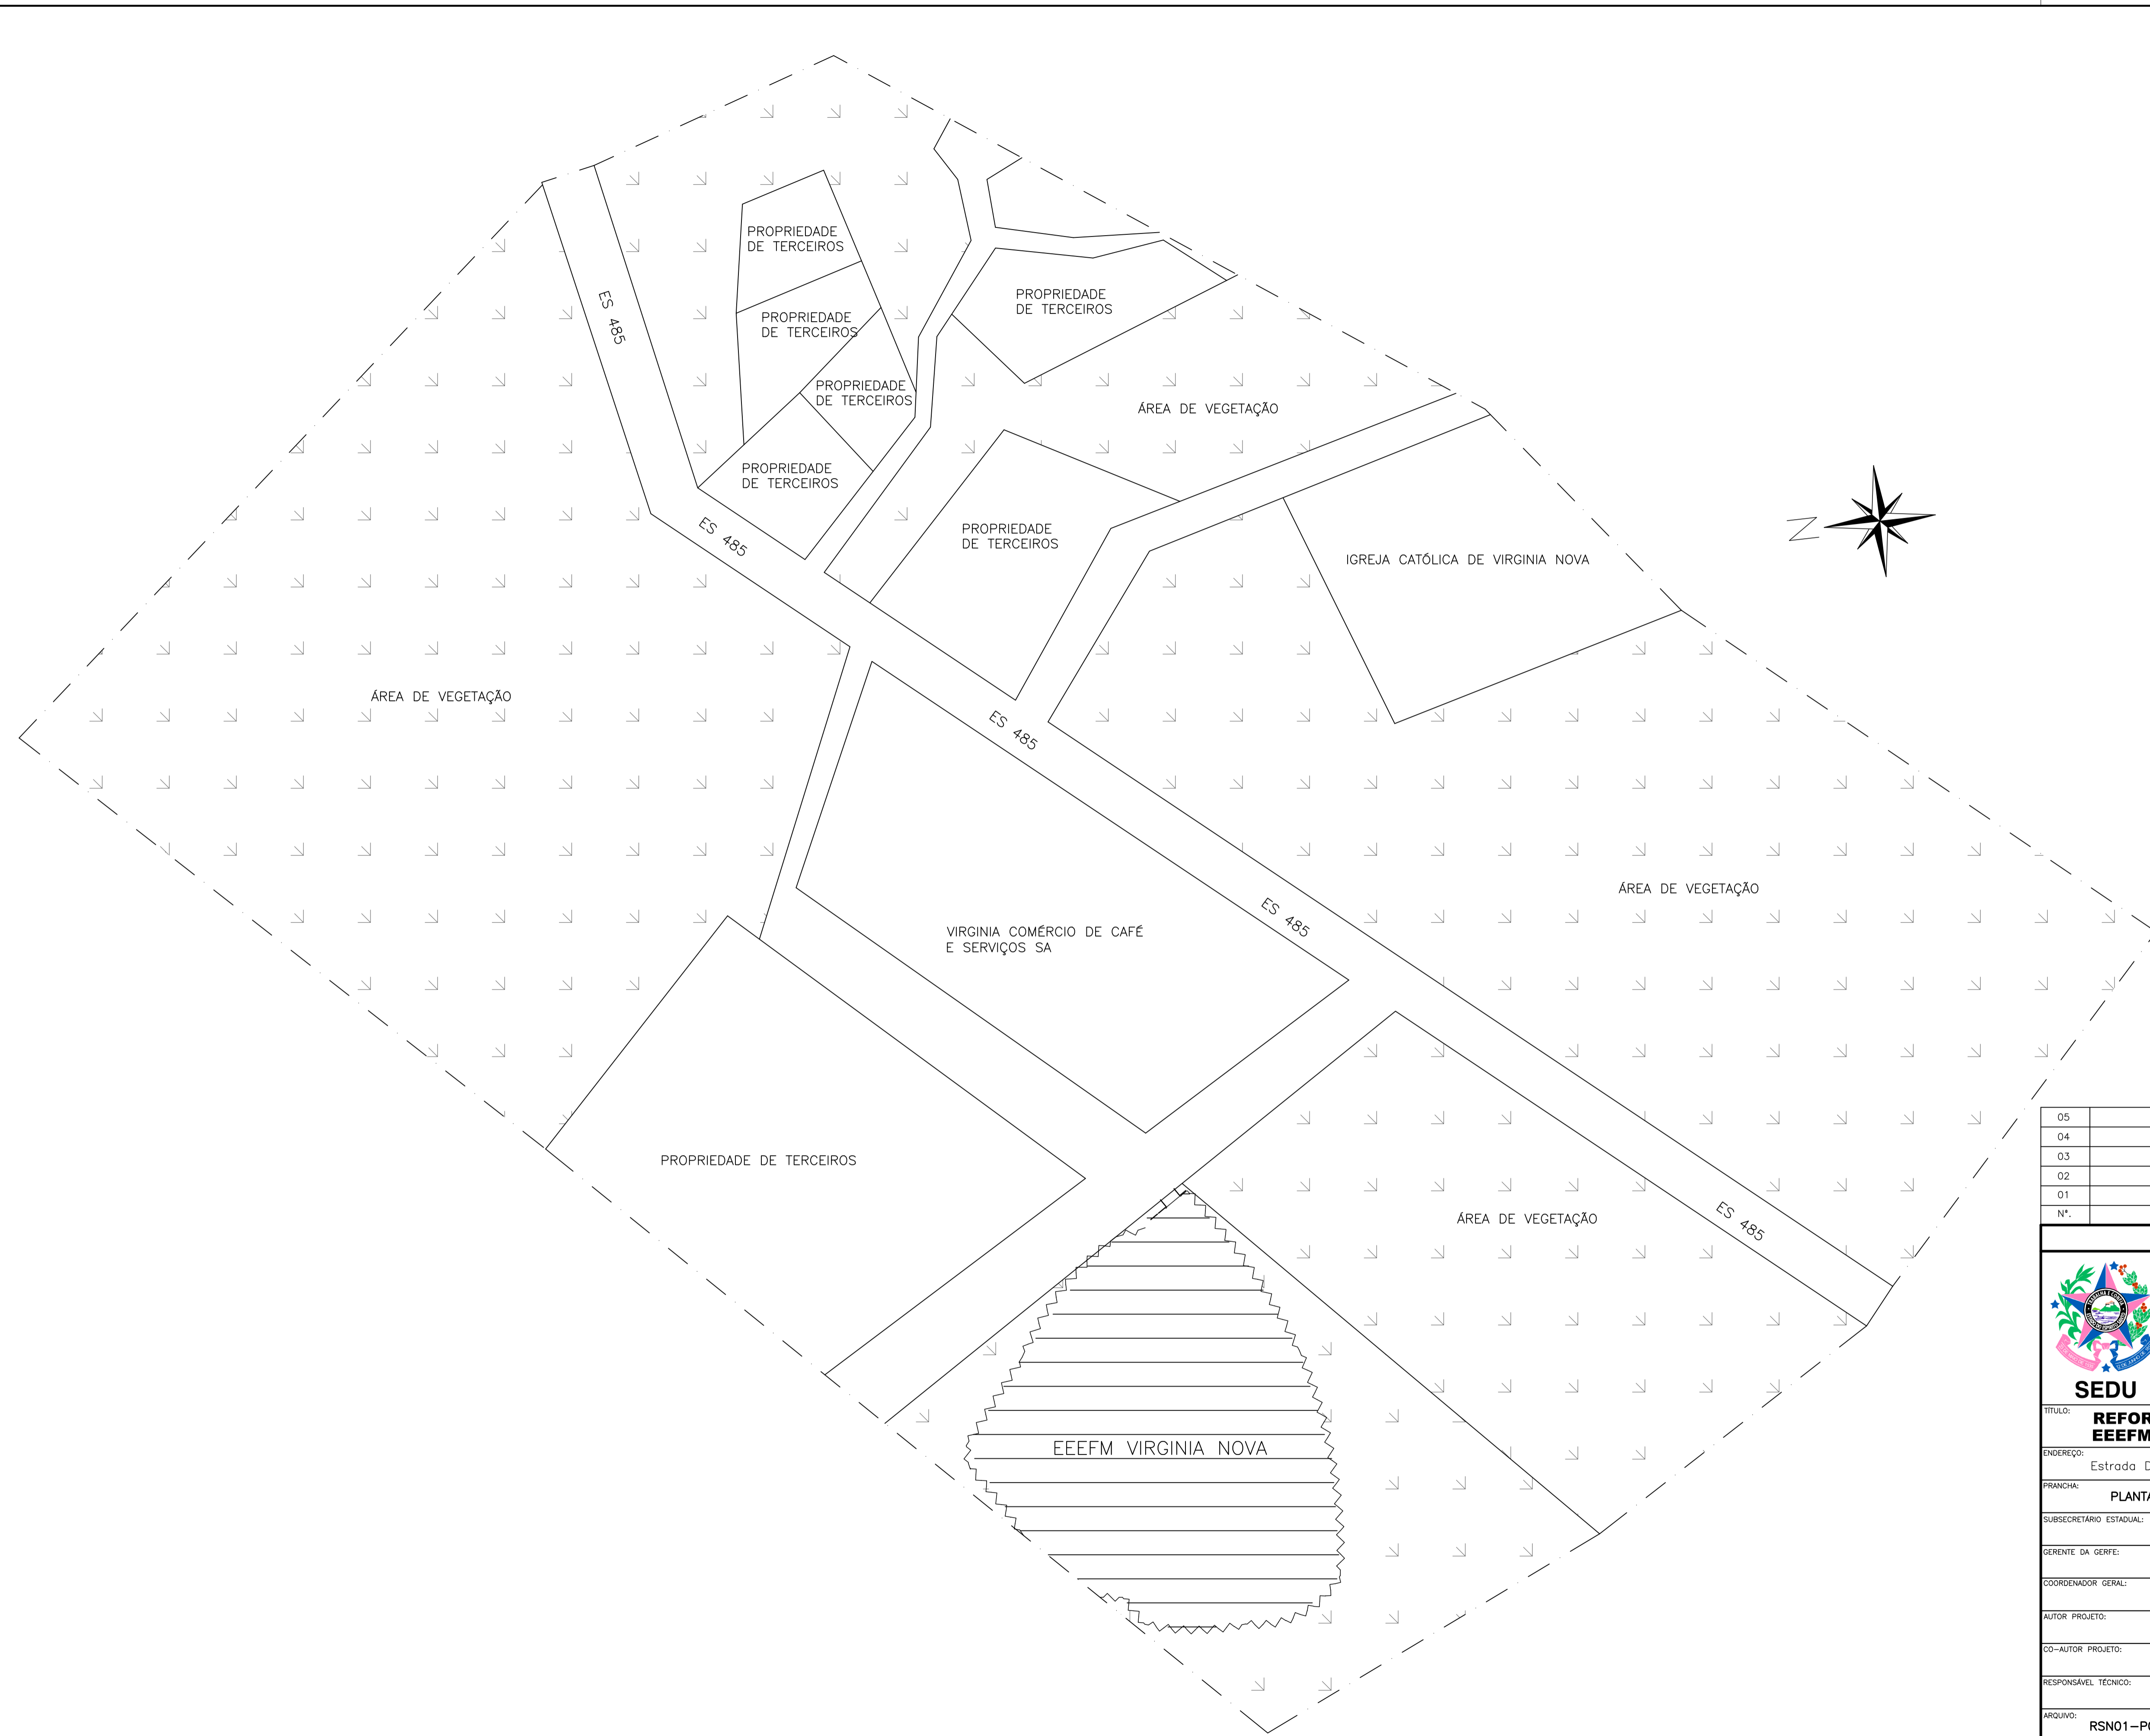 PROPRIEDADE
DE TERCEIROS
PROPRIEDADE
DE TERCEIROS
ES 485
PROPRIEDADE
DE TERCEIROS
PROPRIEDADE
DE TERCEIROS
ÁREA DE VEGETAÇÃO
PROPRIEDADE
DE TERCEIROS
ES 485
PROPRIEDADE
DE TERCEIROS
N
IGREJA CATÓLICA DE VIRGINIA NOVA
ÁREA DE VEGETAÇÃO
ES 485
ÁREA DE VEGETAÇÃO
ES 485
VIRGINIA COMÉRCIO DE CAFÉ
E SERVIÇOS SA
PROPRIEDADE DE TERCEIROS
ÁREA DE VEGETAÇÃO
ES 485
EEEFM VIRGINIA NOVA
05
04
03
02
01
N°.
SEDU
TÍTULO:
REFOR
EEEFM
ENDEREÇO:
Estrada D
PRANCHA:
PLANTA
SUBSECRETÁRIO ESTADUAL:
GERENTE DA GERFE:
COORDENADOR GERAL:
AUTOR PROJETO:
CO-AUTOR PROJETO:
RESPONSÁVEL TÉCNICO:
ARQUIVO: